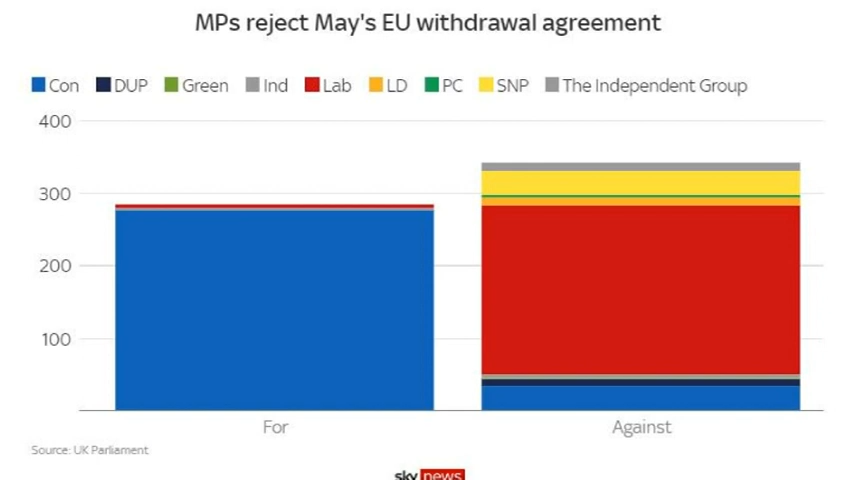 MPs reject May's EU withdrawal agreement
Con DUP Green Ind Lab LD PC SNP The Independent Group
400
300
200
100
For Against
Source: UK Parliament
sky news